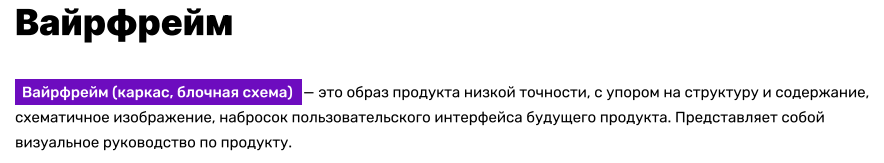 Вайрфрейм
Вайрфрейм (каркас, блочная схема) — это образ продукта низкой точности, с упором на структуру и содержание,
схематичное изображение, набросок пользовательского интерфейса будущего продукта. Представляет собой
визуальное руководство по продукту.